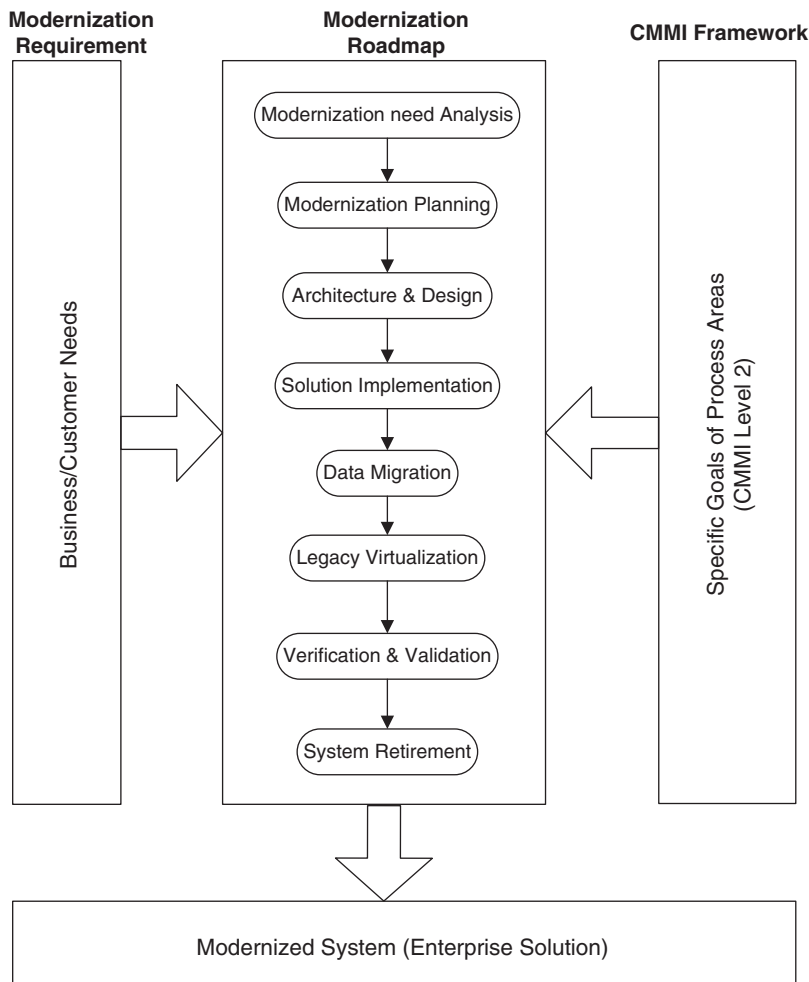 Modernization
Requirement
Modernization
Roadmap
CMMI Framework
Business/Customer Needs
Modernization need Analysis
Modernization Planning
Architecture & Design
Solution Implementation
Data Migration
Legacy Virtualization
Verification & Validation
System Retirement
Specific Goals of Process Areas
(CMMI Level 2)
Modernized System (Enterprise Solution)